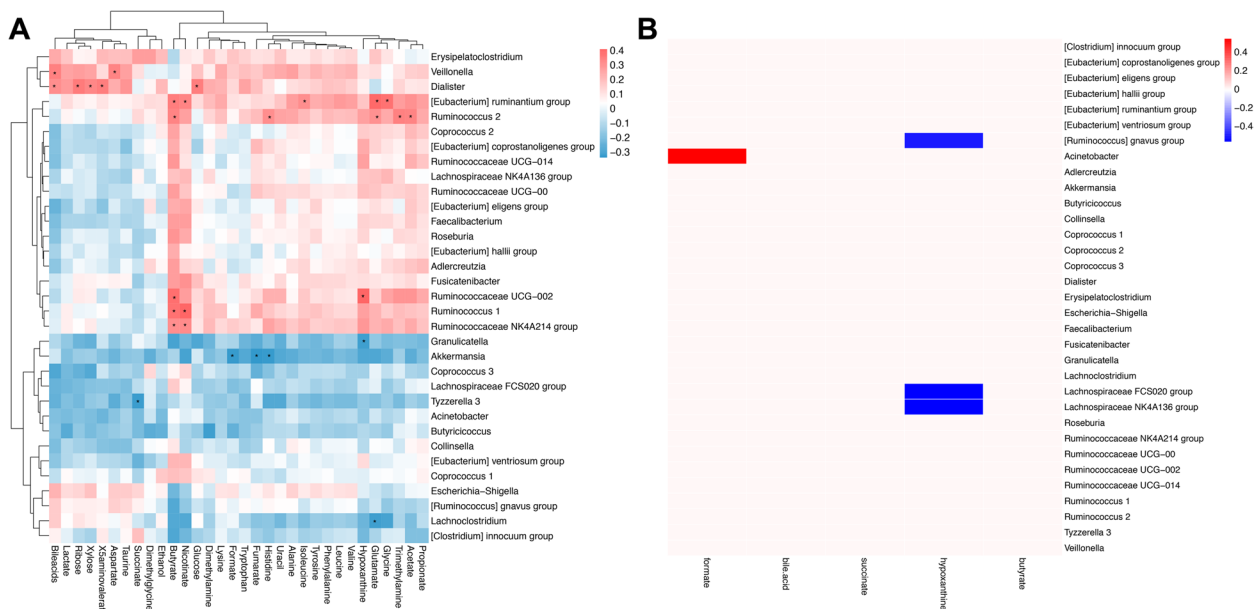 A
0.4
0.3
0.2
0.1
0
−0.1
−0.2
−0.3
Erysipelatoclostridium
Veillonella
Dialister
[Eubacterium] ruminantium group
Ruminococcus 2
Coprococcus 2
[Eubacterium] coprostanoligenes group
Ruminococcaceae UCG−014
Lachnospiraceae NK4A136 group
Ruminococcaceae UCG−00
[Eubacterium] eligens group
Faecalibacterium
Roseburia
[Eubacterium] hallii group
Adlercreutzia
Fusicatenibacter
Ruminococcaceae UCG−002
Ruminococcus 1
Ruminococcaceae NK4A214 group
Granulicatella
Akkermansia
Coprococcus 3
Lachnospiraceae FCS020 group
Tyzzerella 3
Acinetobacter
Butyricicoccus
Collinsella
[Eubacterium] ventriosum group
Coprococcus 1
Escherichia−Shigella
[Ruminococcus] gnavus group
Lachnoclostridium
[Clostridium] innocuum group
Bileacids
Lactate
Ribose
Xylose
X5aminovalerat
Aspartate
Taurine
Succinate
Dimethylglycine
Ethanol
Butyrate
Nicotinate
Glucose
Dimethylamine
Lysine
Formate
Tryptophan
Fumarate
Histidine
Uracil
Alanine
Isoleucine
Tyrosine
Phenylalanine
Leucine
Valine
Hypoxanthine
Glutamate
Glycine
Trimethylamine
Acetate
Propionate
B
[Clostridium] innocuum group
[Eubacterium] coprostanoligenes group
[Eubacterium] eligens group
[Eubacterium] hallii group
[Eubacterium] ruminantium group
[Eubacterium] ventriosum group
[Ruminococcus] gnavus group
Acinetobacter
Adlercreutzia
Akkermansia
Butyricicoccus
Collinsella
Coprococcus 1
Coprococcus 2
Coprococcus 3
Dialister
Erysipelatoclostridium
Escherichia−Shigella
Faecalibacterium
Fusicatenibacter
Granulicatella
Lachnoclostridium
Lachnospiraceae FCS020 group
Lachnospiraceae NK4A136 group
Roseburia
Ruminococcaceae NK4A214 group
Ruminococcaceae UCG−00
Ruminococcaceae UCG−002
Ruminococcaceae UCG−014
Ruminococcus 1
Ruminococcus 2
Tyzzerella 3
Veillonella
0.4
0.2
0
−0.2
−0.4
formate
bile.acid
succinate
hypoxanthine
butyrate